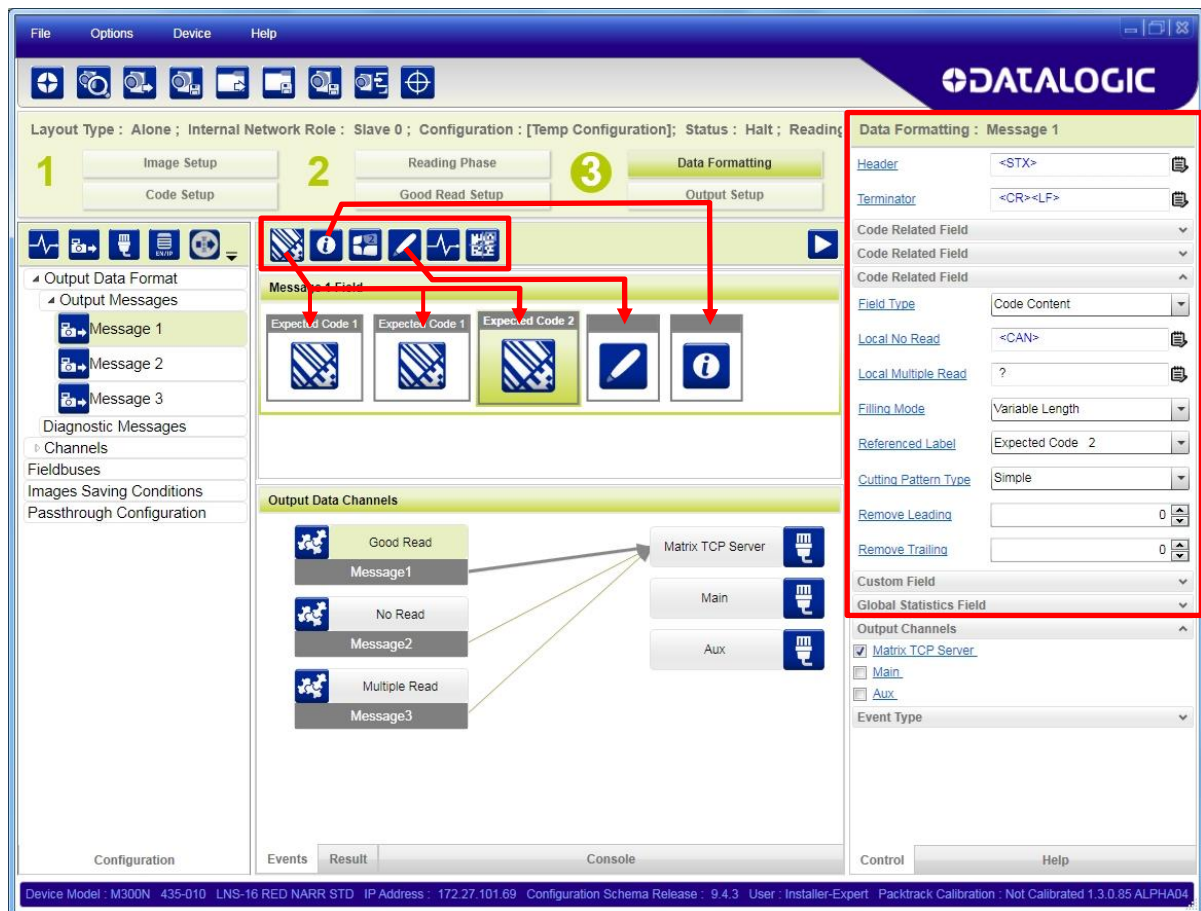 File Options Device Help
DATALOGIC
Layout Type : Alone ; Internal Network Role : Slave 0 ; Configuration : [Temp Configuration]; Status : Halt ; Reading
1
Image Setup
Code Setup
2
Reading Phase
Good Read Setup
3
Data Formatting
Output Setup
EN/IP
Output Data Format
Output Messages
Message 1
Message 2
Message 3
Diagnostic Messages
Channels
Fieldbuses
Images Saving Conditions
Passthrough Configuration
Configuration
Message 1 Field
Expected Code 1
Expected Code 1
Expected Code 2
Output Data Channels
Good Read
Message1
No Read
Message2
Multiple Read
Message3
Matrix TCP Server
Main
Aux
Events Result Console
Data Formatting : Message 1
Header <STX>
Terminator <CR><LF>
Code Related Field
Code Related Field
Code Related Field
Field Type Code Content
Local No Read <CAN>
Local Multiple Read ?
Filling Mode Variable Length
Referenced Label Expected Code 2
Cutting Pattern Type Simple
Remove Leading 0
Remove Trailing 0
Custom Field
Global Statistics Field
Output Channels
Matrix TCP Server
Main
Aux
Event Type
Control Help
Device Model : M300N 435-010 LNS-16 RED NARR STD IP Address : 172.27.101.69 Configuration Schema Release : 9.4.3 User : Installer-Expert Packtrack Calibration : Not Calibrated 1.3.0.85 ALPHA04